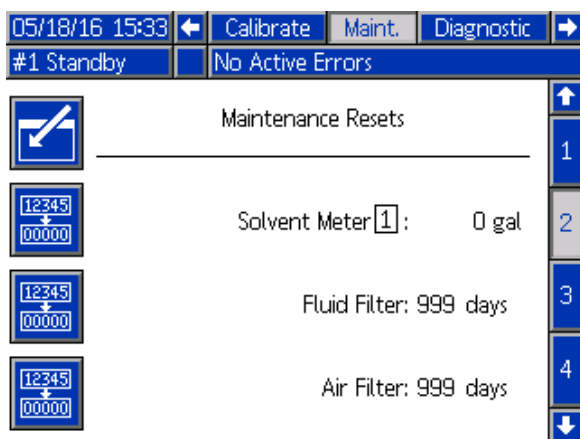 05/18/16 15:33 Calibrate Maint. Diagnostic
#1 Standby No Active Errors
Maintenance Resets
1
12345
00000
Solvent Meter 1 : 0 gal
2
12345
00000
Fluid Filter: 999 days
3
12345
00000
Air Filter: 999 days
4